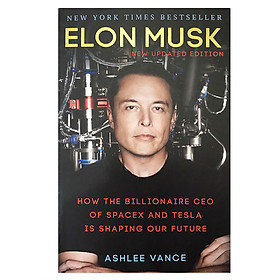 NEW YORK TIMES BESTSELLER
ELON MUSK
NEW UPDATED EDITION
HOW THE BILLIONAIRE CEO
OF SPACEX AND TESLA
IS SHAPING OUR FUTURE
ASHLEE VANCE